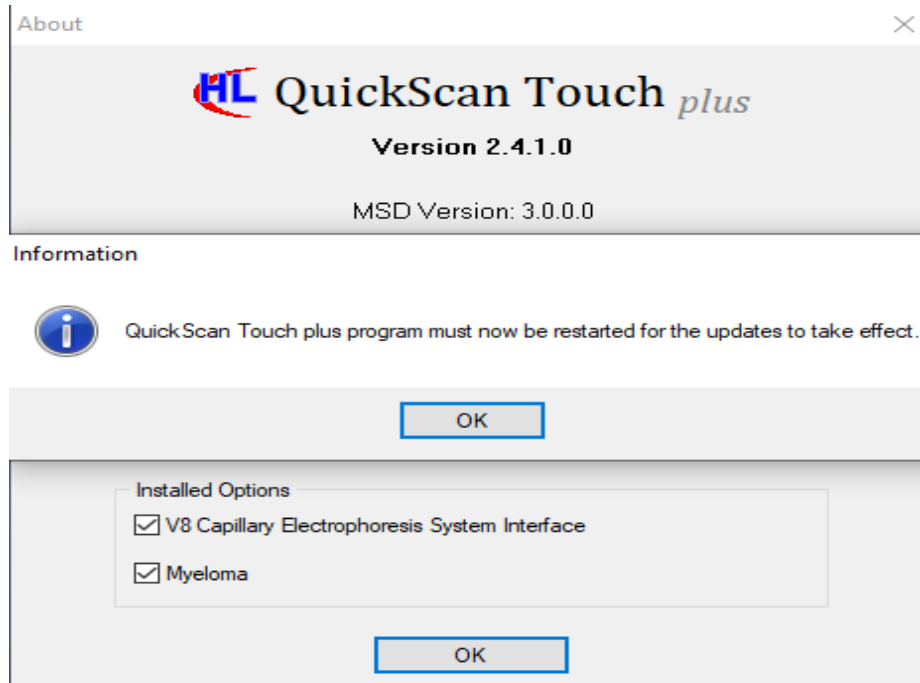 About
HL QuickScan Touch plus
Version 2.4.1.0
MSD Version: 3.0.0.0
Information
QuickScan Touch plus program must now be restarted for the updates to take effect.
OK
Installed Options
V8 Capillary Electrophoresis System Interface
Myeloma
OK